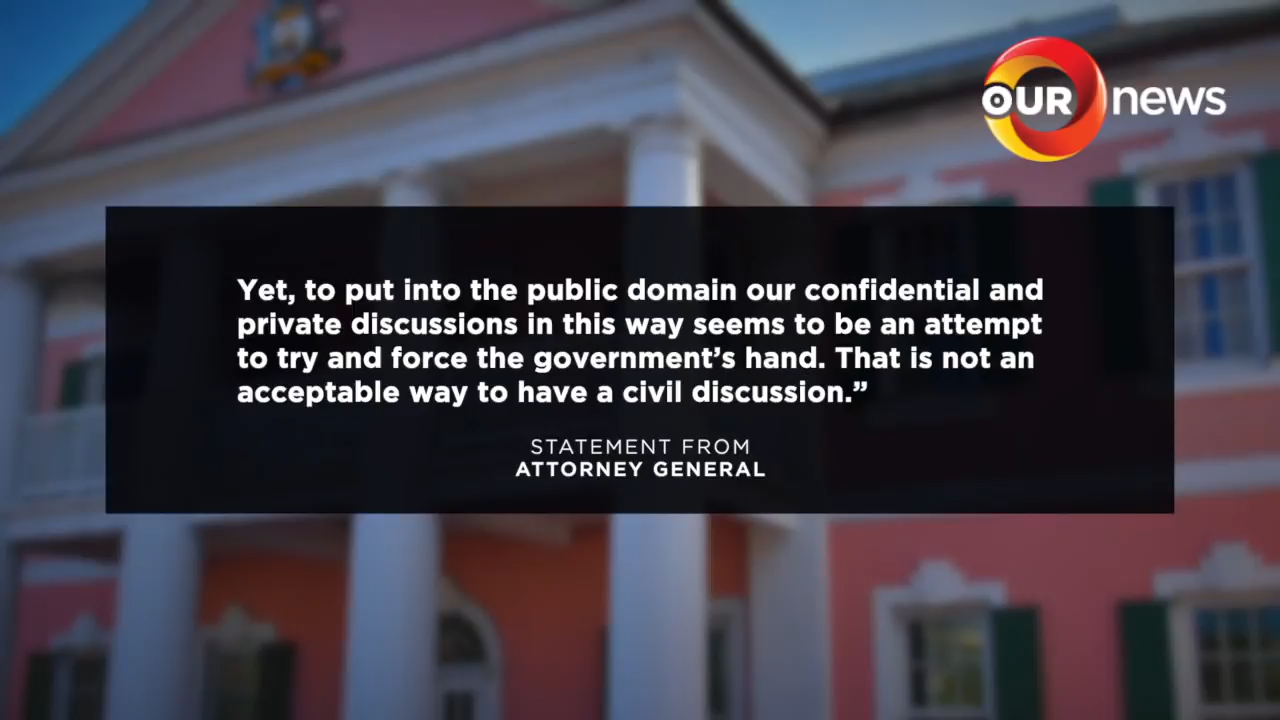 OUR news
Yet, to put into the public domain our confidential and
private discussions in this way seems to be an attempt
to try and force the government’s hand. That is not an
acceptable way to have a civil discussion.”
STATEMENT FROM
ATTORNEY GENERAL